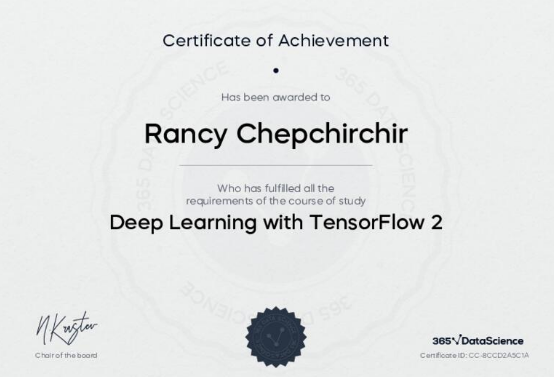 Certificate of Achievement
Has been awarded to
Rancy Chepchirchir
Who has fulfilled all the
requirements of the course of study
Deep Learning with TensorFlow 2
Chair of the board
365 DataScience
Certificate ID: CC-8CCD2A5C1A